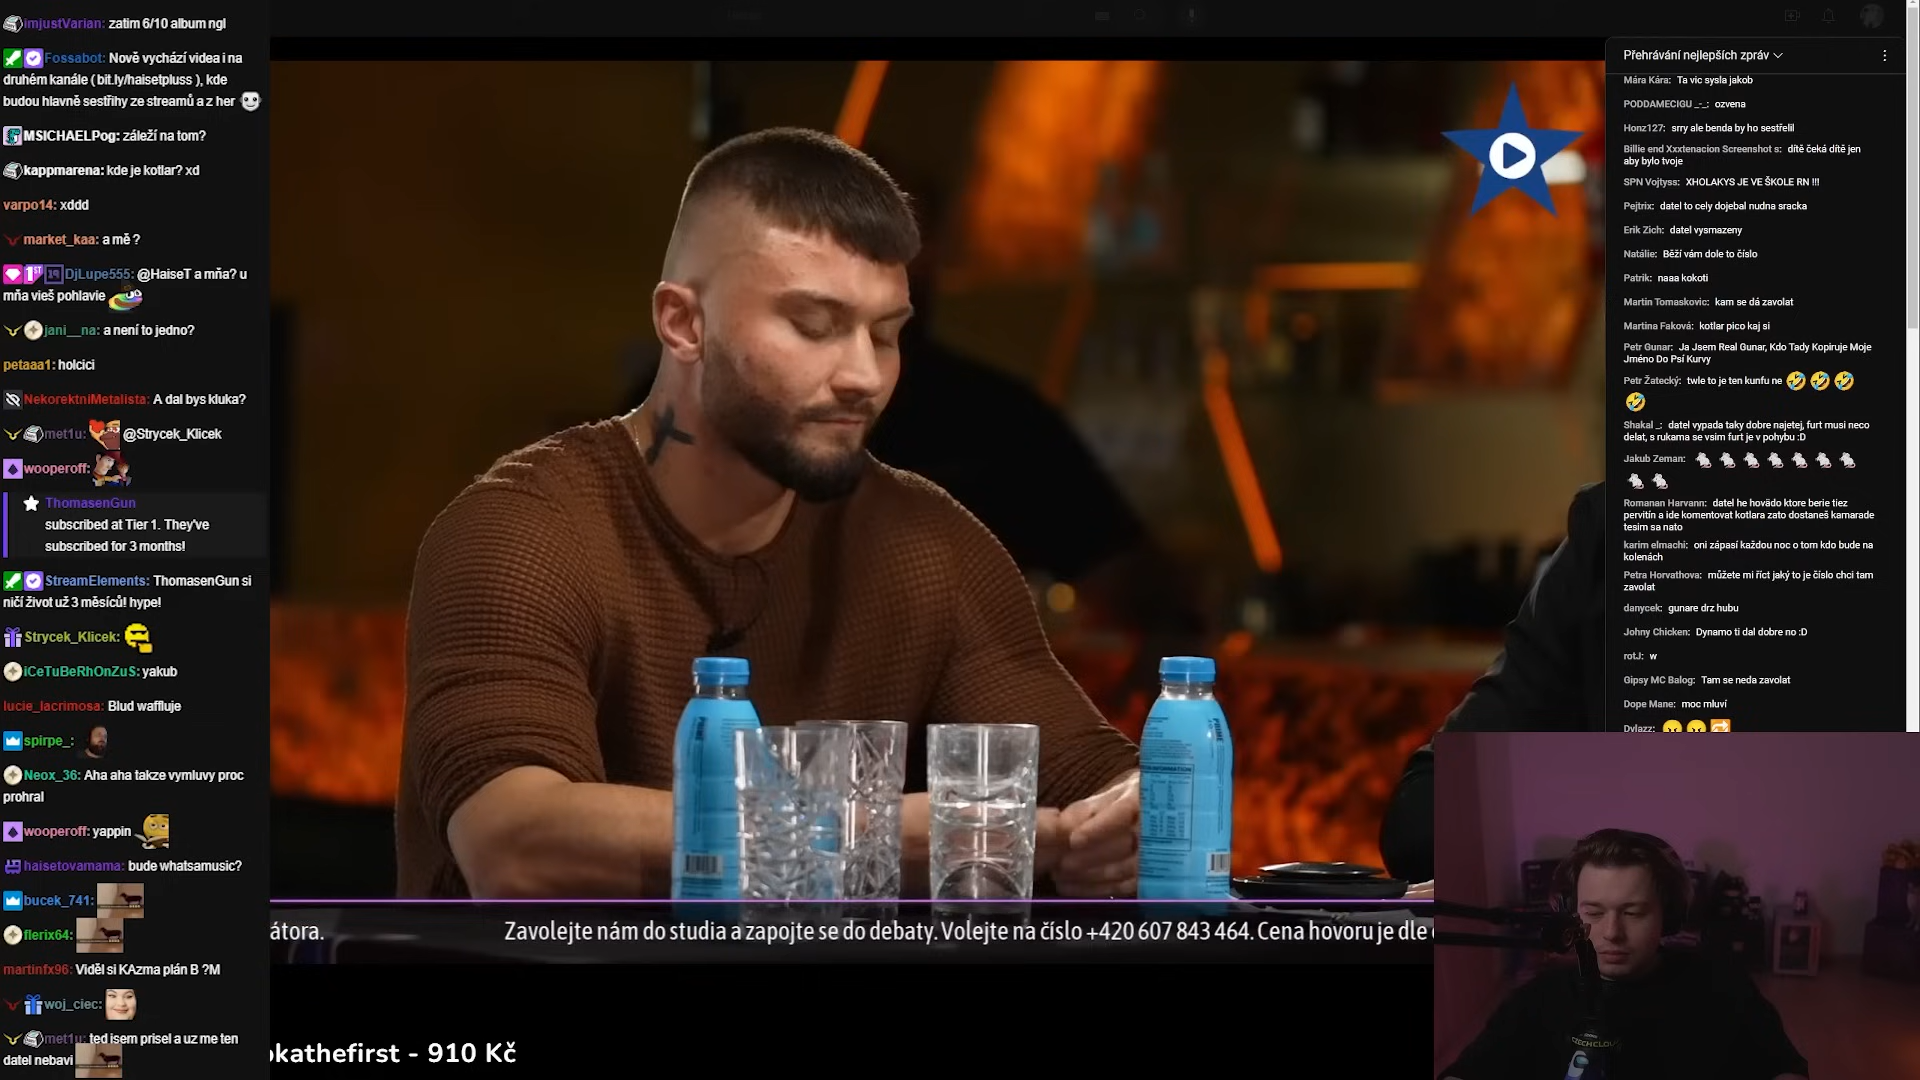 imjustVarian: zatim 6/10 album ngl
Fossabot: Nově vychází videa i na
druhém kanále ( bit.ly/haisetpluss ), kde
budou hlavně sestřihy ze streamů a z her
MSICHAELPog: záleží na tom?
kappmarena: kde je kotlar? xd
varpo14: xddd
market_kaa: a mě ?
DjLupe555: @HaiseT a mňa? u
mňa vieš pohlavie
jani__na: a není to jedno?
petaaa1: holcici
NekorektniMetalista: A dal bys kluka?
met1u: @Strycek_Klicek
wooperoff:
ThomasenGun
subscribed at Tier 1. They've
subscribed for 3 months!
StreamElements: ThomasenGun si
ničí život už 3 měsíců! hype!
Strycek_Klicek:
iCeTuBeRhOnZuS: yakub
lucie_lacrimosa: Blud waffluje
spirpe_:
Neox_36: Aha aha takze vymluvy proc
prohral
wooperoff: yappin
haisetovamama: bude whatsamusic?
bucek_741:
flerix64:
martinfx96: Viděl si KAzma plán B ?M
woj_ciec:
met1u: ted jsem prisel a uz me ten
datel nebavi
átora.
Zavolejte nám do studia a zapojte se do debaty. Volejte na číslo +420 607 843 464. Cena hovoru je dle
okathefirst - 910 Kč
Přehrávání nejlepších zpráv
Mára Kára: Ta vic sysla jakob
PODDAMECIGU _-_: ozvena
Honz127: srry ale benda by ho sestřelil
Billie end Xxxtenacion Screenshot s: dítě čeká dítě jen
aby bylo tvoje
SPN Vojtyss: XHOLAKYS JE VE ŠKOLE RN !!!
Pejtrix: datel to cely dojebal nudna sracka
Erik Zich: datel vysmazeny
Natálie: Běží vám dole to číslo
Patrik: naaa kokoti
Martin Tomaskovic: kam se dá zavolat
Martina Faková: kotlar pico kaj si
Petr Gunar: Ja Jsem Real Gunar, Kdo Tady Kopiruje Moje
Jméno Do Psí Kurvy
Petr Žatecký: twle to je ten kunfu ne
Shakal _: datel vypada taky dobre najetej, furt musi neco
delat, s rukama se vsim furt je v pohybu :D
Jakub Zeman:
Romanan Harvann: datel he hovädo ktore berie tiez
pervitín a ide komentovat kotlara zato dostaneš kamarade
tesim sa nato
karim elmachi: oni zápasí každou noc o tom kdo bude na
kolenách
Petra Horvathova: můžete mi říct jaký to je číslo chci tam
zavolat
danycek: gunare drz hubu
Johny Chicken: Dynamo ti dal dobre no :D
rotJ: w
Gipsy MC Balog: Tam se neda zavolat
Dope Mane: moc mluví
Dylazz: